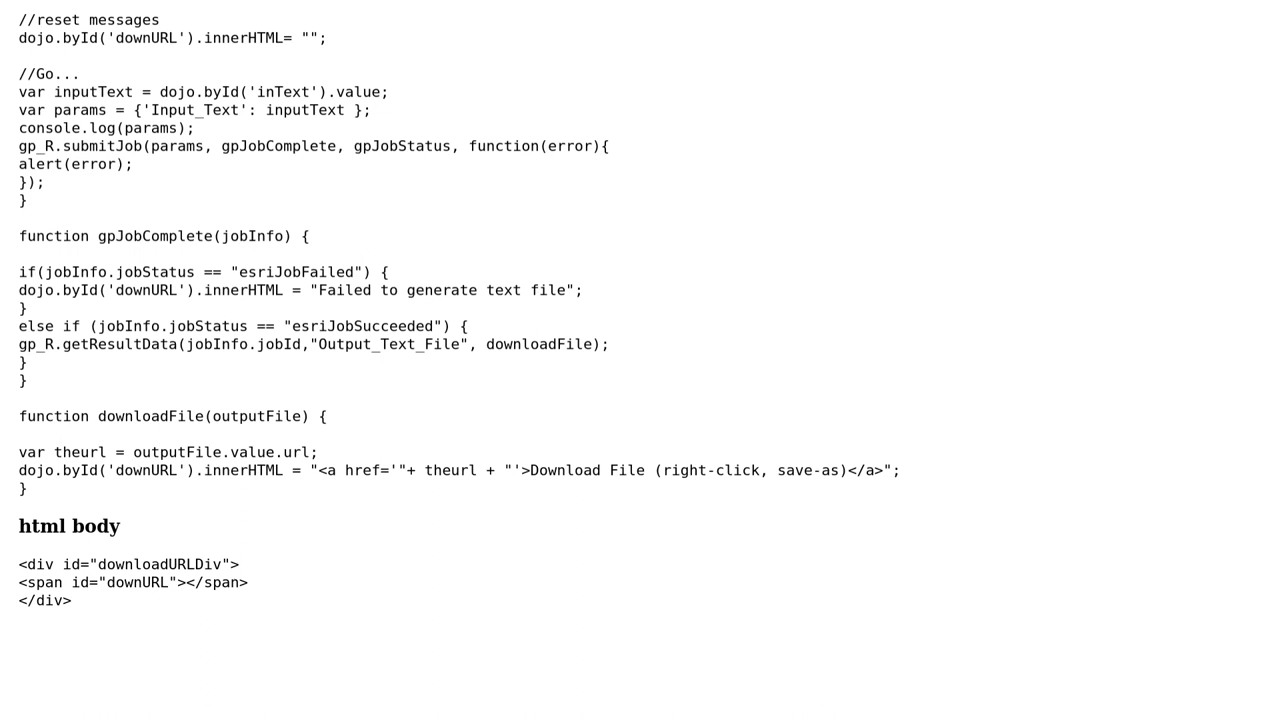 //reset messages
dojo.byId('downURL').innerHTML= "";
//Go...
var inputText = dojo.byId('inText').value;
var params = {'Input_Text': inputText };
console.log(params);
gp_R.submitJob(params, gpJobComplete, gpJobStatus, function(error){
alert(error);
});
}
function gpJobComplete(jobInfo) {
if(jobInfo.jobStatus == "esriJobFailed") {
dojo.byId('downURL').innerHTML = "Failed to generate text file";
}
else if (jobInfo.jobStatus == "esriJobSucceeded") {
gp_R.getResultData(jobInfo.jobId,"Output_Text_File", downloadFile);
}
}
function downloadFile(outputFile) {
var theurl = outputFile.value.url;
dojo.byId('downURL').innerHTML = "<a href='"+ theurl + "'>Download File (right-click, save-as)</a>";
}
html body
<div id="downloadURLDiv">
<span id="downURL"></span>
</div>